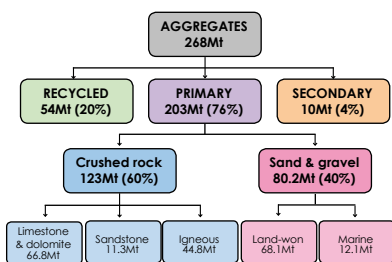 AGGREGATES
268Mt
RECYCLED
54Mt (20%)
PRIMARY
203Mt (76%)
SECONDARY
10Mt (4%)
Crushed rock
123Mt (60%)
Sand & gravel
80.2Mt (40%)
Limestone
& dolomite
66.8Mt
Sandstone
11.3Mt
Igneous
44.8Mt
Land-won
68.1Mt
Marine
12.1Mt